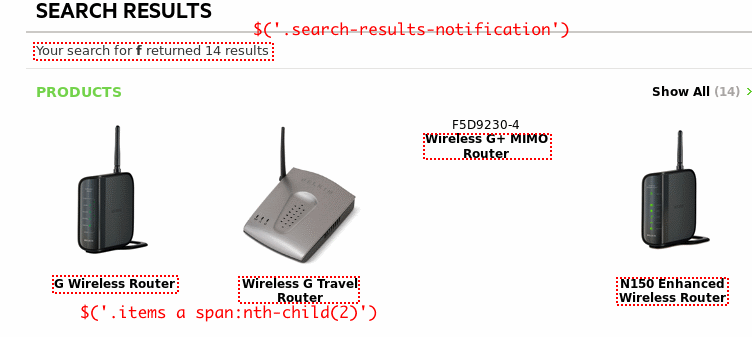 SEARCH RESULTS
$('.search-results-notification')
Your search for f returned 14 results
PRODUCTS
Show All (14) >
F5D9230-4
Wireless G+ MIMO
Router
G Wireless Router
Wireless G Travel
Router
N150 Enhanced
Wireless Router
$('.items a span:nth-child(2)')